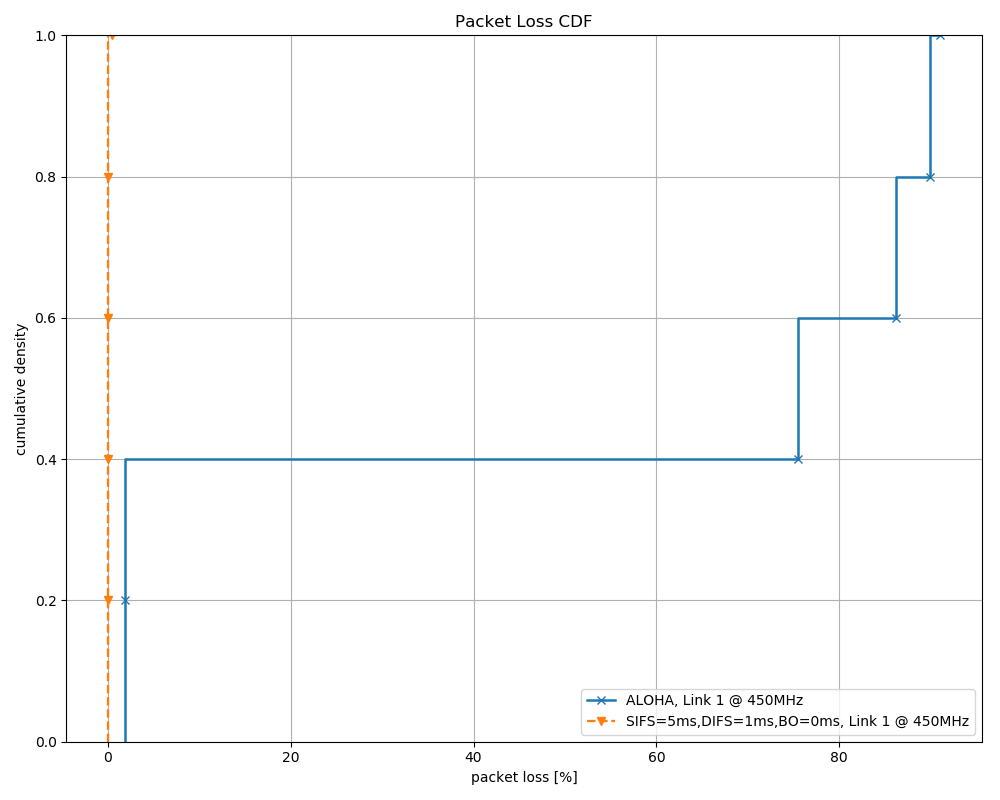 Packet Loss CDF
1.0
0.8
0.6
0.4
0.2
0.0
cumulative density
0 20 40 60 80
packet loss [%]
ALOHA, Link 1 @ 450MHz
SIFS=5ms,DIFS=1ms,BO=0ms, Link 1 @ 450MHz